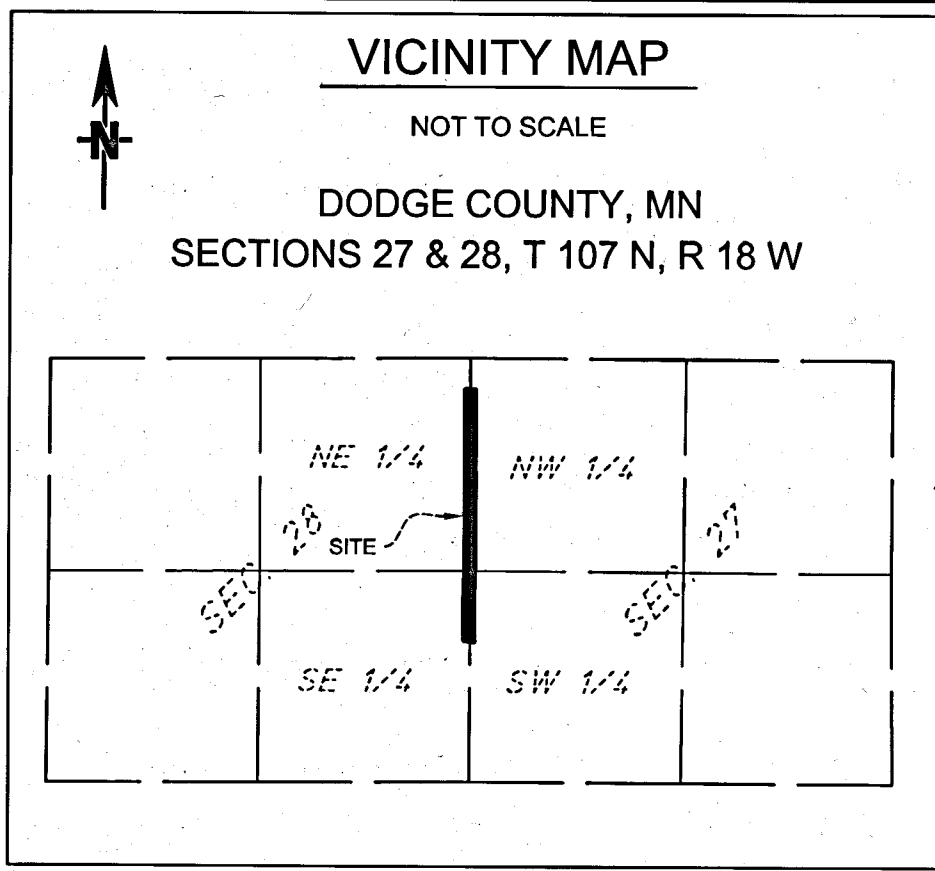 VICINITY MAP
N
NOT TO SCALE
DODGE COUNTY, MN
SECTIONS 27 & 28, T 107 N, R 18 W
NE 1/4
NW 1/4
SEC. 28
SITE
SEC. 27
SE 1/4
SW 1/4